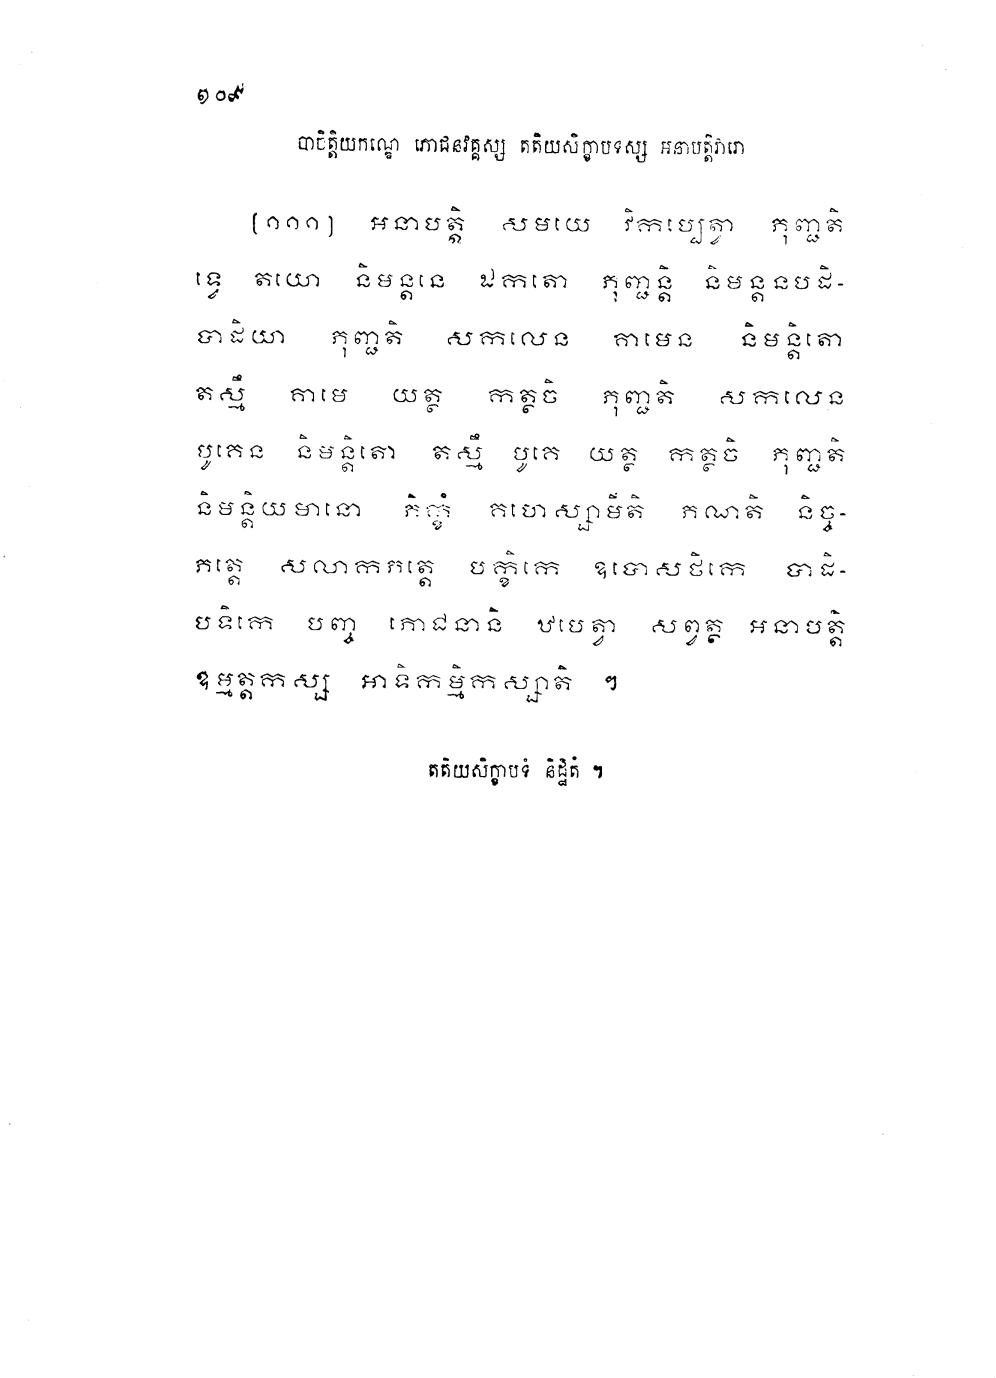 ១០៩
បាចិត្តិយកណ្ឌេ ភោជនវគ្គស្ស តតិយសិក្ខាបទស្ស អនាបត្តិវារោ
[១១១] អនាបត្តិ សមយេ វិកប្បេត្វា ភុញ្ជតិ
ទ្វេ តយោ និមន្តនេ ឯកតោ ភុញ្ជន្តិ និមន្តនបដិ-
បាដិយា ភុញ្ជតិ សកលេន គាមេន និមន្តិតោ
តស្មឹ គាមេ យត្ថ កត្ថចិ ភុញ្ជតិ សកលេន
បូគេន និមន្តិតោ តស្មឹ បូគេ យត្ថ កត្ថចិ ភុញ្ជតិ
និមន្តិយមានោ ភិក្ខំ គហេស្សាមីតិ ភណតិ និច្ច-
ភត្តេ សលាកភត្តេ បក្ខិកេ ឧបោសថិកេ បាដិ-
បទិកេ បញ្ច ភោជនានិ ឋបេត្វា សព្វត្ថ អនាបត្តិ
ឧម្មត្តកស្ស អាទិកម្មិកស្សាតិ ។
តតិយសិក្ខាបទំ និដ្ឋិតំ ។